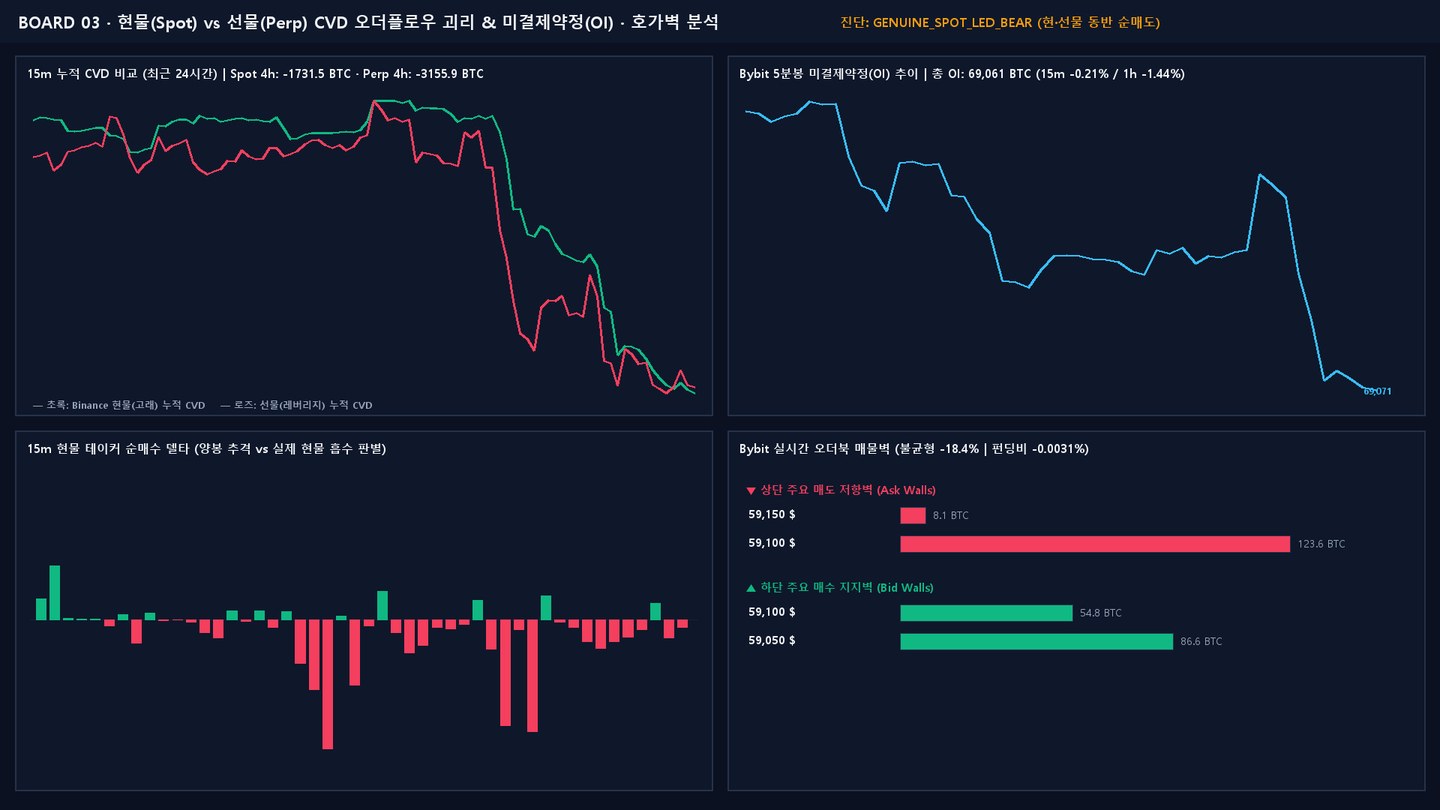 BOARD 03 · 현물(Spot) vs 선물(Perp) CVD 오더플로우 괴리 & 미결제약정(OI) · 호가벽 분석
진단: GENUINE_SPOT_LED_BEAR (현·선물 동반 순매도)
15m 누적 CVD 비교 (최근 24시간) | Spot 4h: -1731.5 BTC · Perp 4h: -3155.9 BTC
— 초록: Binance 현물(고래) 누적 CVD — 로즈: 선물(레버리지) 누적 CVD
Bybit 5분봉 미결제약정(OI) 추이 | 총 OI: 69,061 BTC (15m -0.21% / 1h -1.44%)
69,071
15m 현물 테이커 순매수 델타 (양봉 추격 vs 실제 현물 흡수 판별)
Bybit 실시간 오더북 매물벽 (불균형 -18.4% | 펀딩비 -0.0031%)
▼ 상단 주요 매도 저항벽 (Ask Walls)
59,150 $ 8.1 BTC
59,100 $ 123.6 BTC
▲ 하단 주요 매수 지지벽 (Bid Walls)
59,100 $ 54.8 BTC
59,050 $ 86.6 BTC